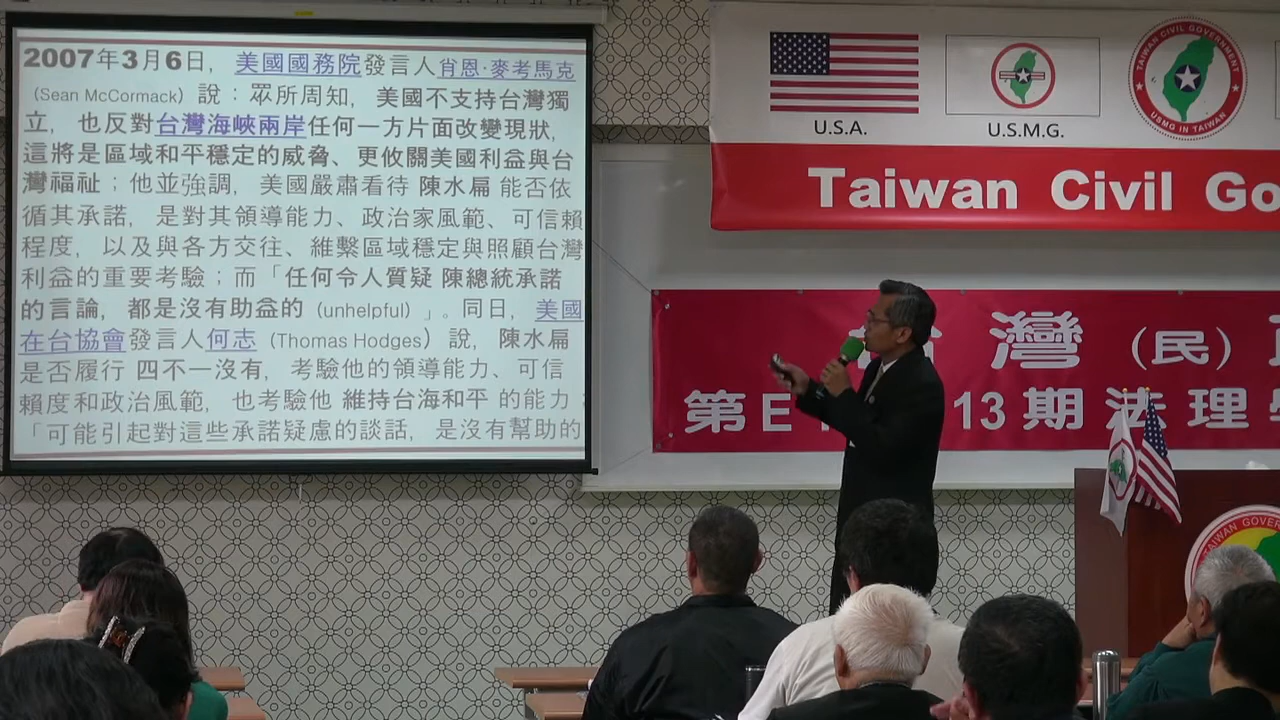 2007年3月6日，美國國務院發言人肖恩·麥考馬克
（Sean McCormack）說：眾所周知，美國不支持台灣獨
立，也反對台灣海峽兩岸任何一方片面改變現狀，
這將是區域和平穩定的威脅、更攸關美國利益與台
灣福祉；他並強調，美國嚴肅看待 陳水扁 能否依
循其承諾，是對其領導能力、政治家風範、可信賴
程度，以及與各方交往、維繫區域穩定與照顧台灣
利益的重要考驗；而「任何令人質疑 陳總統承諾
的言論，都是沒有助益的（unhelpful）」。同日，美國
在台協會發言人何志（Thomas Hodges）說，陳水扁
是否履行 四不一沒有，考驗他的領導能力、可信
賴度和政治風範，也考驗他 維持台海和平 的能力；
「可能引起對這些承諾疑慮的談話，是沒有幫助的
U.S.A.
U.S.M.G.
TAIWAN CIVIL GOVERNMENT
USMG IN TAIWAN
Taiwan Civil Go
灣（民）
第E
13期法理
TAIWAN GOVER